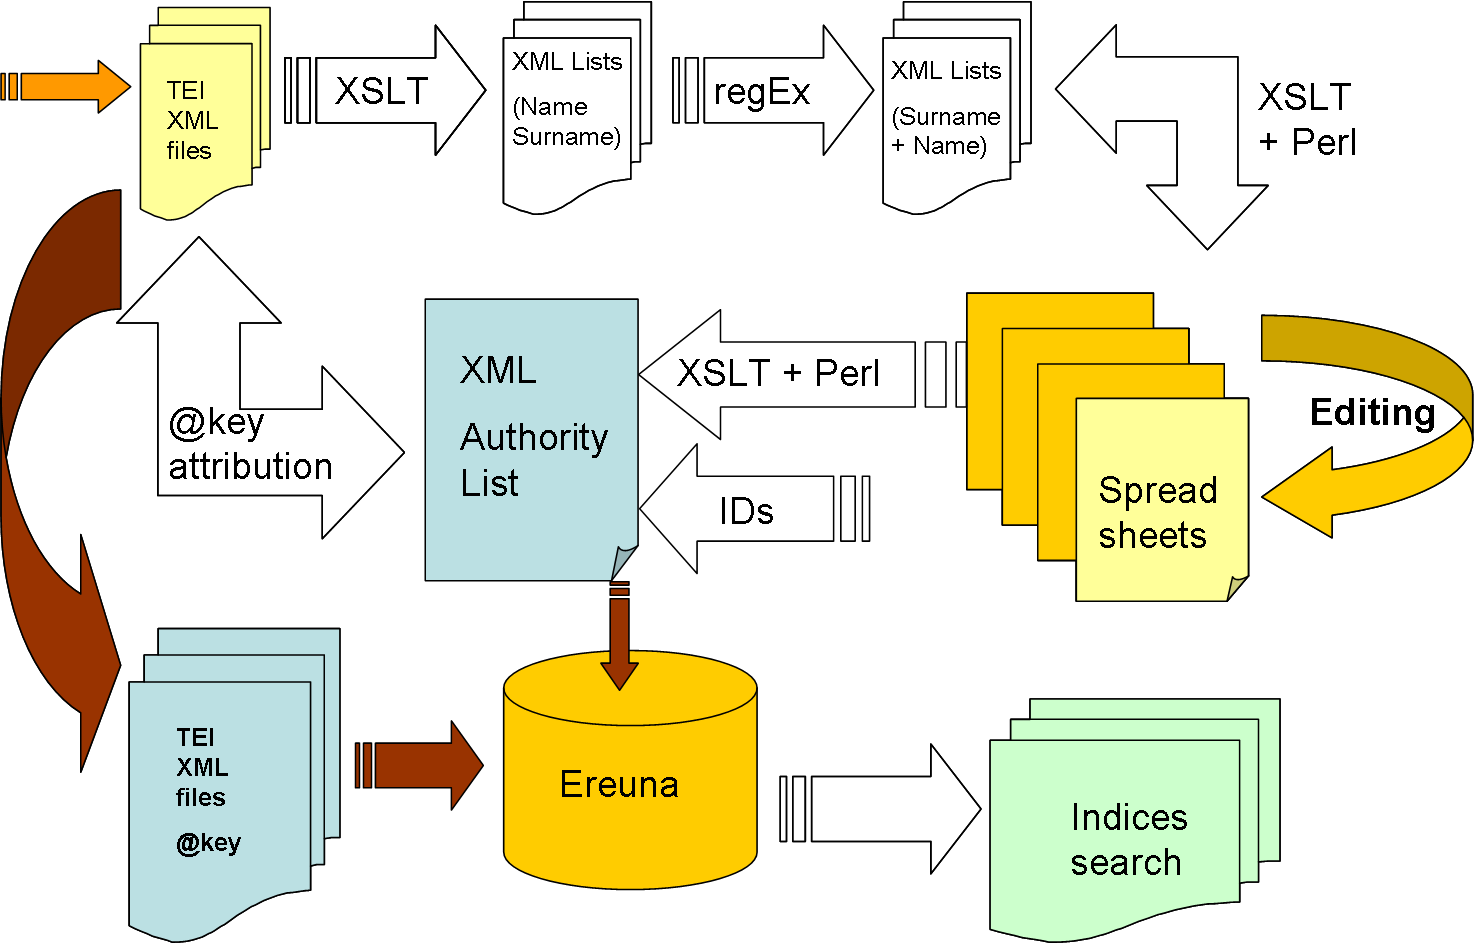 TEI
XML
files
XSLT
XML Lists
(Name
Surname)
regEx
XML Lists
(Surname
+ Name)
XSLT
+ Perl
@key
attribution
XML
Authority
List
XSLT + Perl
IDs
Spread
sheets
Editing
TEI
XML
files
@key
Ereuna
Indices
search